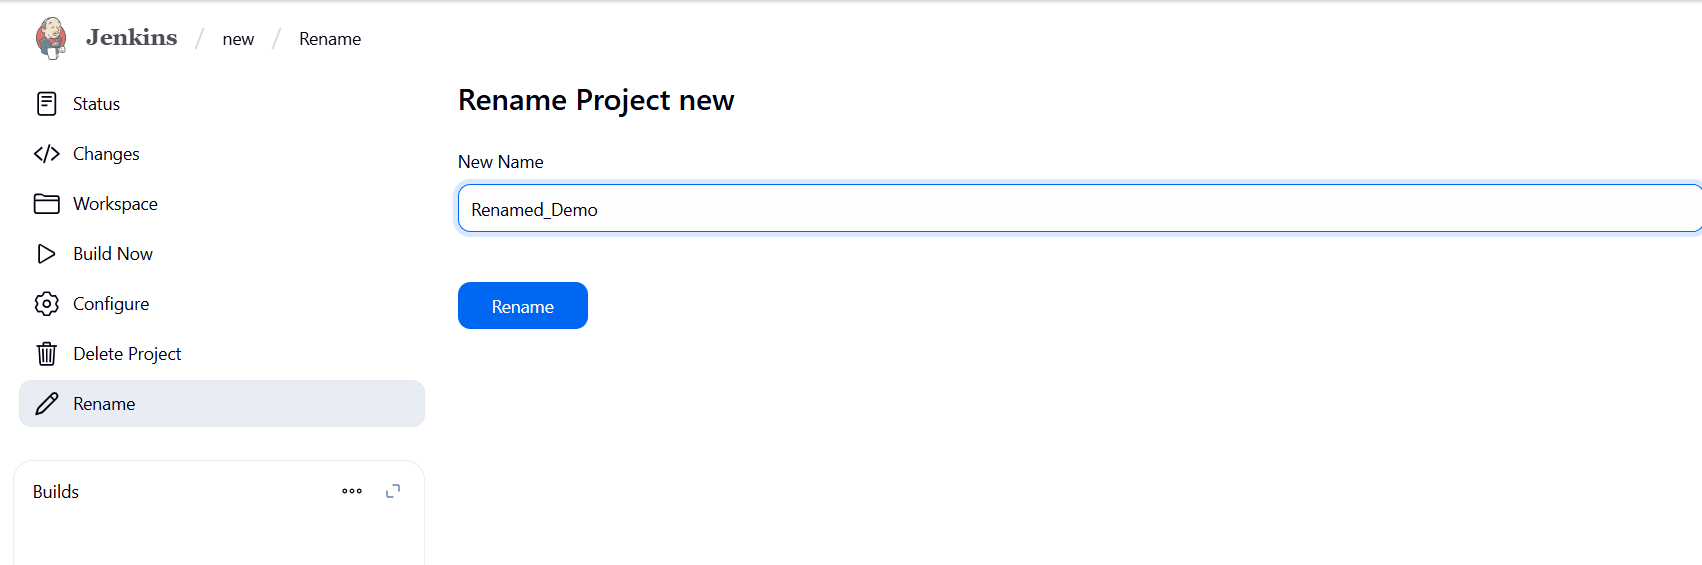 Jenkins / new / Rename
Status
Changes
Workspace
Build Now
Configure
Delete Project
Rename
Builds
Rename Project new
New Name
Renamed_Demo
Rename